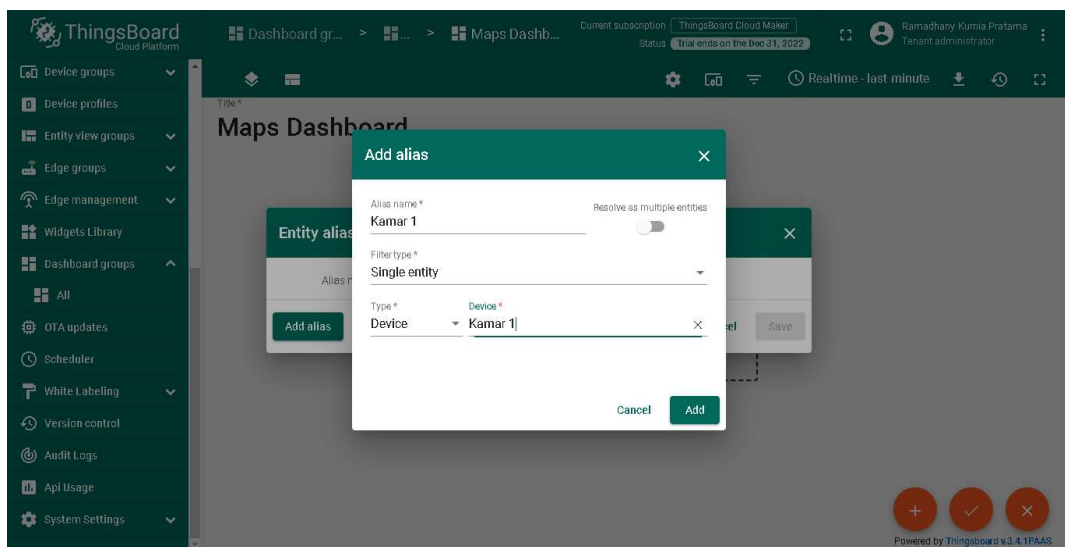 ThingsBoard
Cloud Platform
Device groups
Device profiles
Entity view groups
Edge groups
Edge management
Widgets Library
Dashboard groups
All
OTA updates
Scheduler
White Labeling
Version control
Audit Logs
Api Usage
System Settings
Dashboard gr... > ... > Maps Dashb...
Current subscription ThingsBoard Cloud Maker
Status Trial ends on the Dec 31, 2022
Ramadhany Kurnia Pratama
Tenant administrator
Realtime - last minute
Title *
Maps Dashboard
Entity alias
Alias n
Add alias
el
Save
Add alias
Alias name *
Kamar 1
Resolve as multiple entities
Filter type *
Single entity
Type *
Device
Device *
Kamar 1
Cancel
Add
Powered by Thingsboard v.3.4.1PAAS